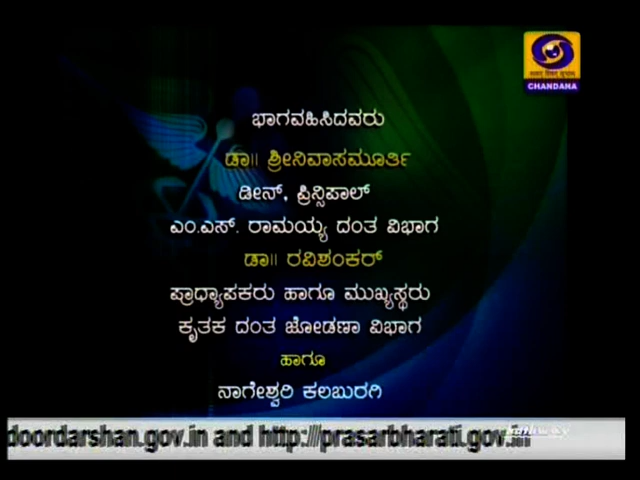 CHANDANA
ಭಾಗವಹಿಸಿದವರು
ಡಾ॥ ಶ್ರೀನಿವಾಸಮೂರ್ತಿ
ಡೀನ್, ಪ್ರಿನ್ಸಿಪಾಲ್
ಎಂ.ಎಸ್. ರಾಮಯ್ಯ ದಂತ ವಿಭಾಗ
ಡಾ॥ ರವಿಶಂಕರ್
ಪ್ರಾಧ್ಯಾಪಕರು ಹಾಗೂ ಮುಖ್ಯಸ್ಥರು
ಕೃತಕ ದಂತ ಜೋಡಣಾ ವಿಭಾಗ
ಹಾಗೂ
ನಾಗೇಶ್ವರಿ ಕಲಬುರಗಿ
doordarshan.gov.in and http:///prasarbharati.gov.in